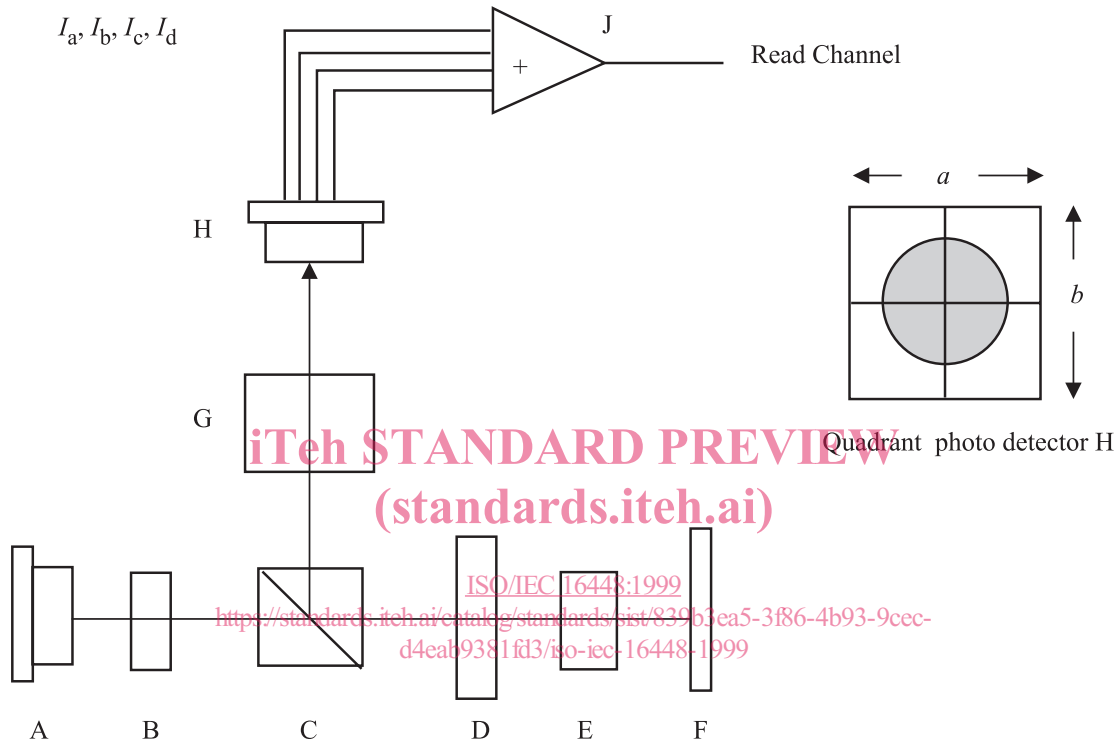 Ia, Ib, Ic, Id
J
+
Read Channel
a
H
b
G
Quadrant photo detector H
iTeh STANDARD PREVIEW
(standards.iteh.ai)
ISO/IEC 16448:1999
https://standards.iteh.ai/catalog/standards/sist/839b3ea5-3f86-4b93-9cec-
d4eab9381fd3/iso-iec-16448-1999
A B C D E F